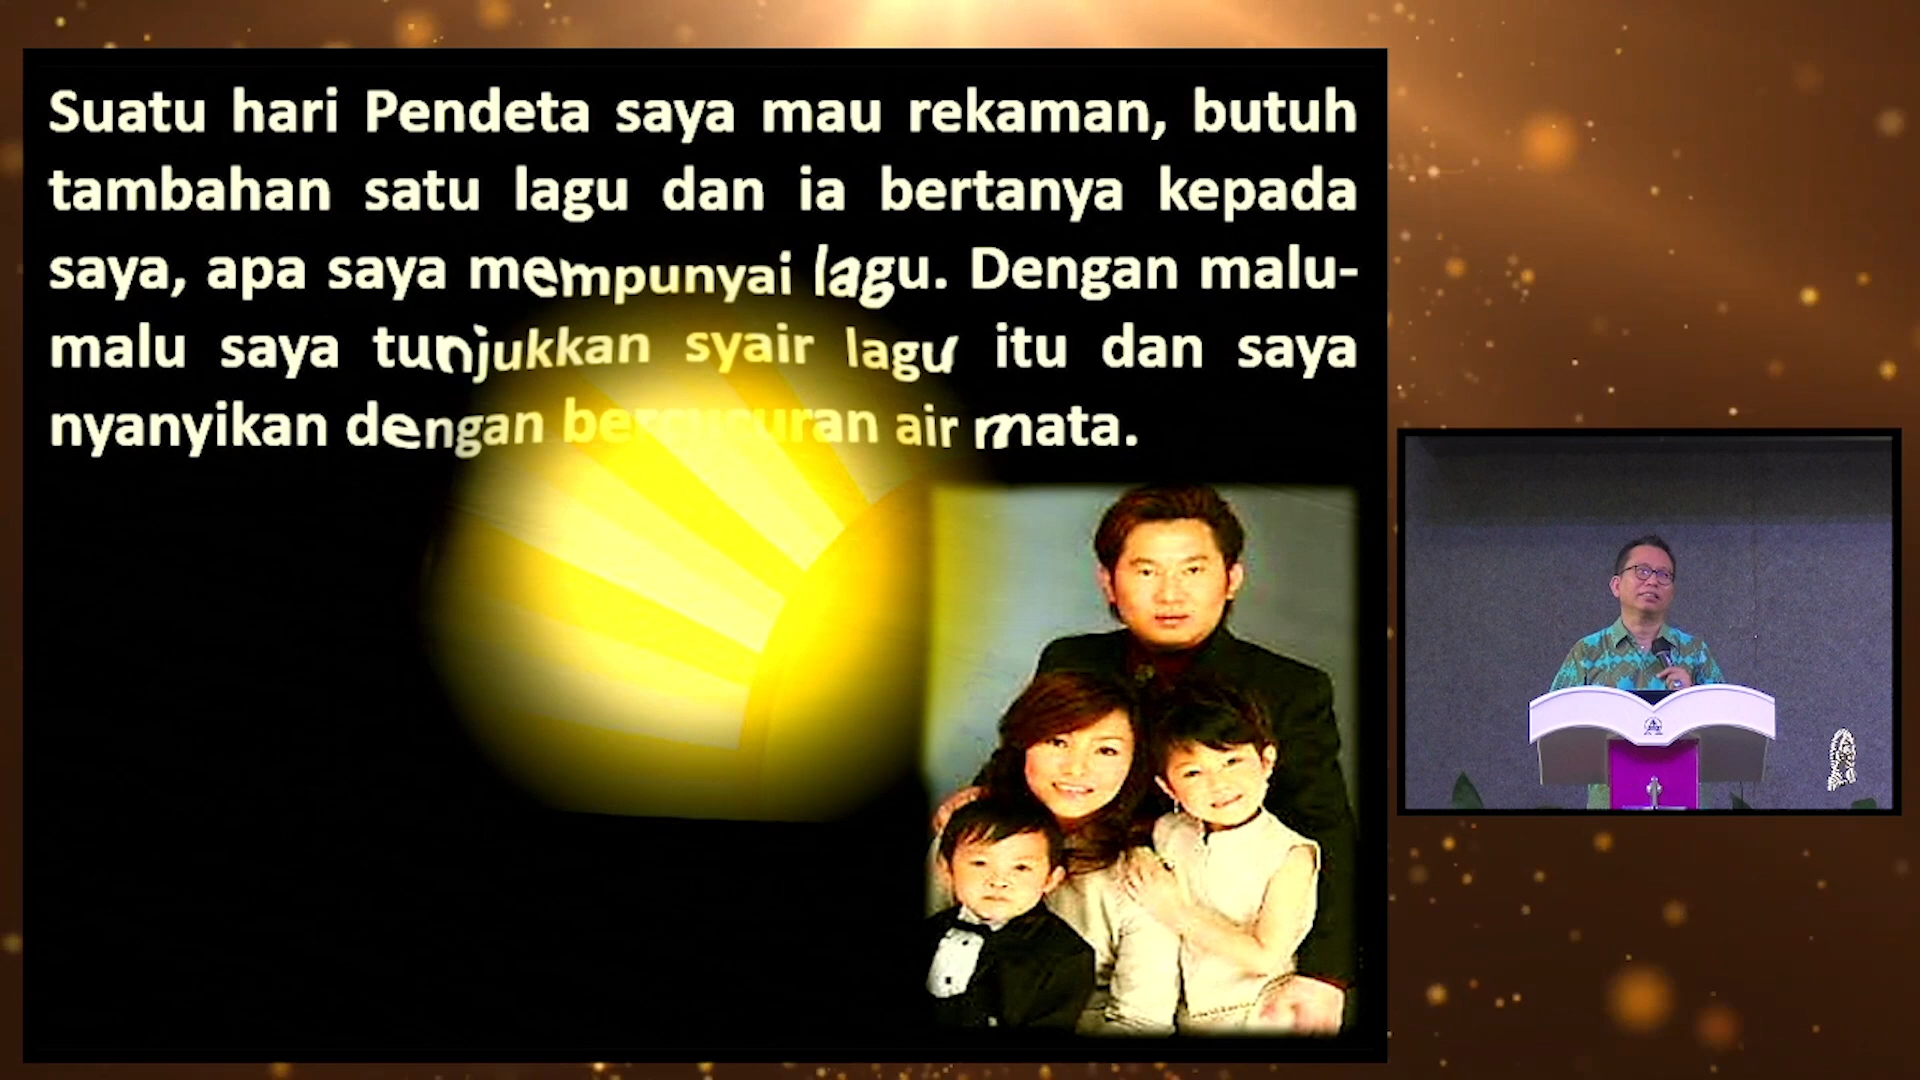 Suatu hari Pendeta saya mau rekaman, butuh
tambahan satu lagu dan ia bertanya kepada
saya, apa saya mempunyai lagu. Dengan malu-
malu saya tunjukkan syair lagu itu dan saya
nyanyikan dengan bercucuran air mata.